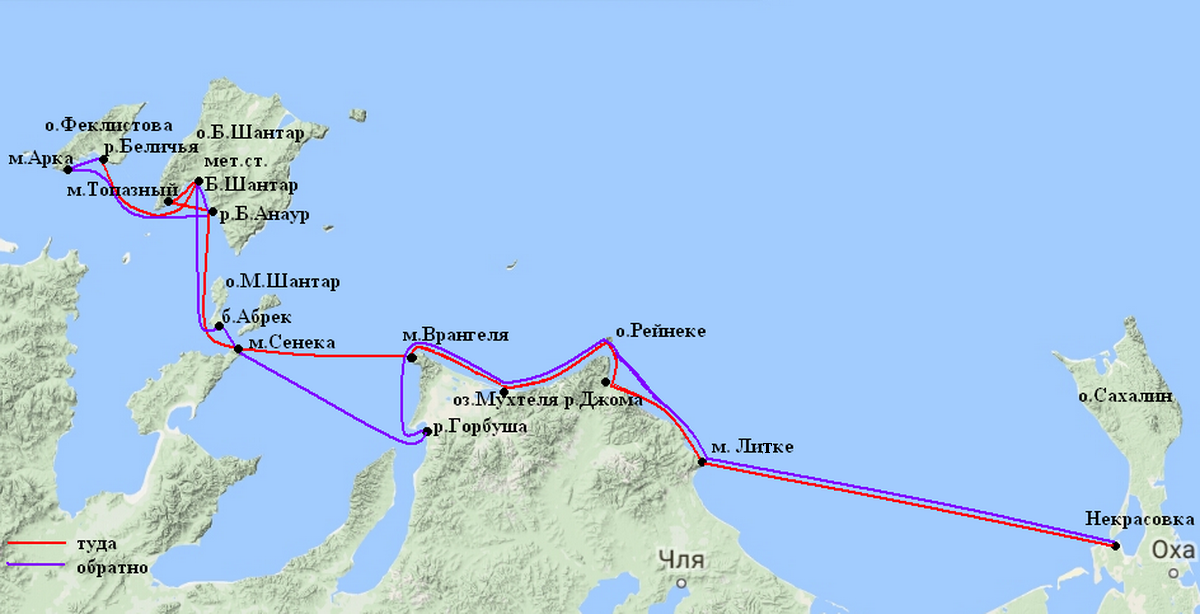 о.Феклистова
о.Б.Шантар
р.Беличья
м.Арка
мет.ст.
Б.Шантар
м.Топазный
р.Б.Анаур
о.М.Шантар
б.Абрек
м.Сенека
м.Врангеля
о.Рейнеке
оз.Мухтеля
р.Джома
о.Сахалин
р.Горбуша
м. Литке
Некрасовка
туда
Оха
Чля
обратно